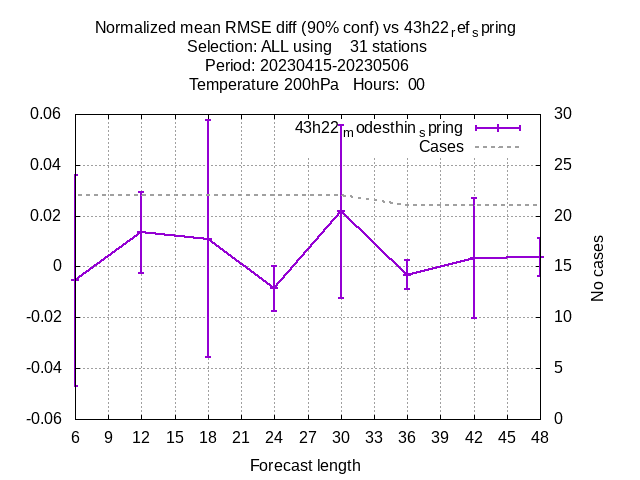 Normalized mean RMSE diff (90% conf) vs 43h22ref spring
Selection: ALL using    31 stations
Period: 20230415-20230506
Temperature 200hPa   Hours:  00
43h22modesthinspring
Cases
0.06
0.04
0.02
0
-0.02
-0.04
-0.06
30
25
20
15
10
5
0
No cases
6 9 12 15 18 21 24 27 30 33 36 39 42 45 48
Forecast length